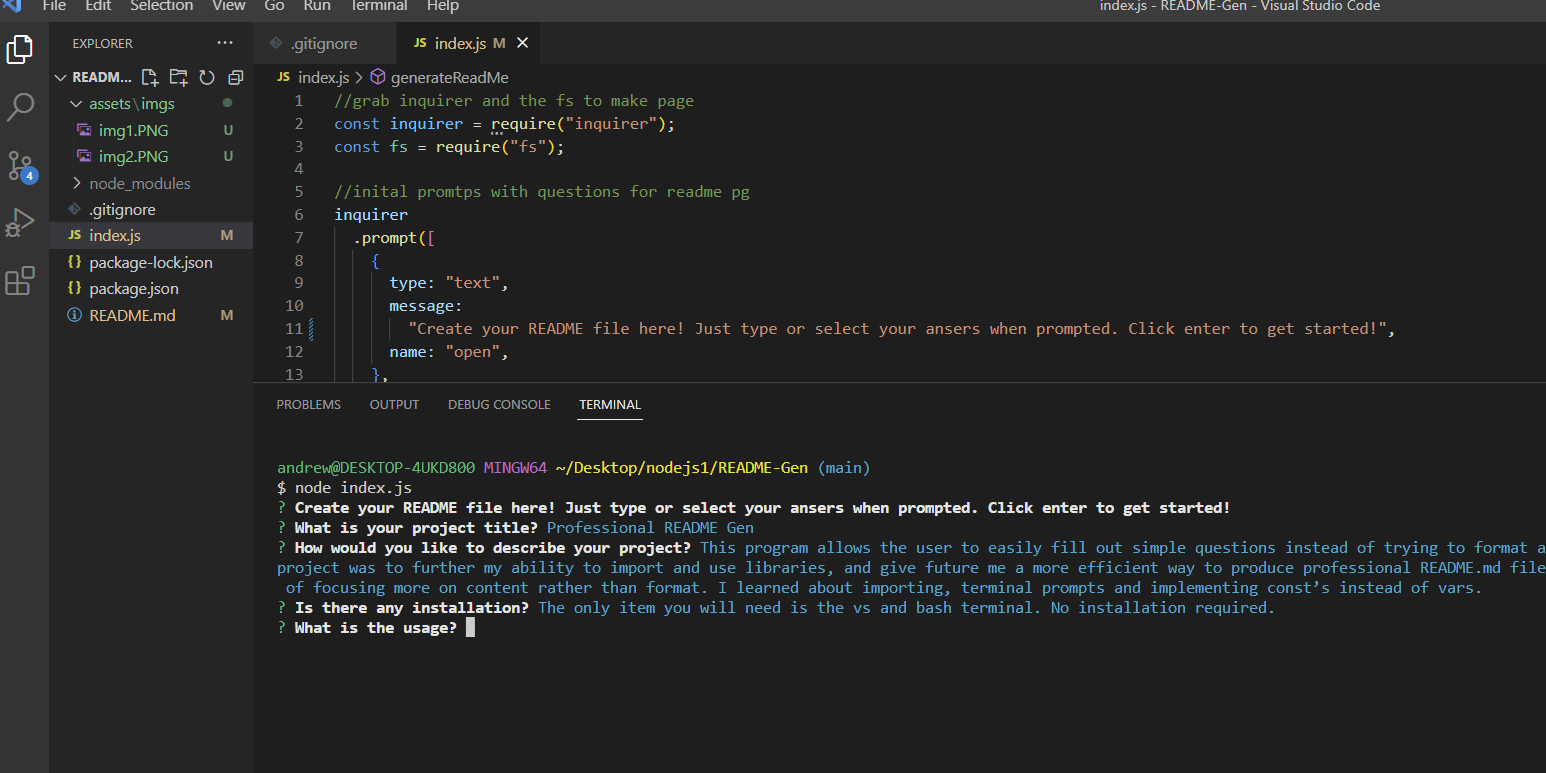 File Edit Selection View Go Run Terminal Help index.js - README-Gen - Visual Studio Code
EXPLORER ···
READM...
assets\imgs
img1.PNG U
img2.PNG U
node_modules
.gitignore
JS index.js M
{} package-lock.json
{} package.json
README.md M
4
.gitignore JS index.js M
JS index.js > generateReadMe
1 //grab inquirer and the fs to make page
2 const inquirer = require("inquirer");
3 const fs = require("fs");
4
5 //inital promtps with questions for readme pg
6 inquirer
7 .prompt([
8 {
9 type: "text",
10 message:
11 "Create your README file here! Just type or select your ansers when prompted. Click enter to get started!",
12 name: "open",
13 },
PROBLEMS OUTPUT DEBUG CONSOLE TERMINAL
andrew@DESKTOP-4UKD800 MINGW64 ~/Desktop/nodejs1/README-Gen (main)
$ node index.js
? Create your README file here! Just type or select your ansers when prompted. Click enter to get started!
? What is your project title? Professional README Gen
? How would you like to describe your project? This program allows the user to easily fill out simple questions instead of trying to format a
project was to further my ability to import and use libraries, and give future me a more efficient way to produce professional README.md file
of focusing more on content rather than format. I learned about importing, terminal prompts and implementing const’s instead of vars.
? Is there any installation? The only item you will need is the vs and bash terminal. No installation required.
? What is the usage?